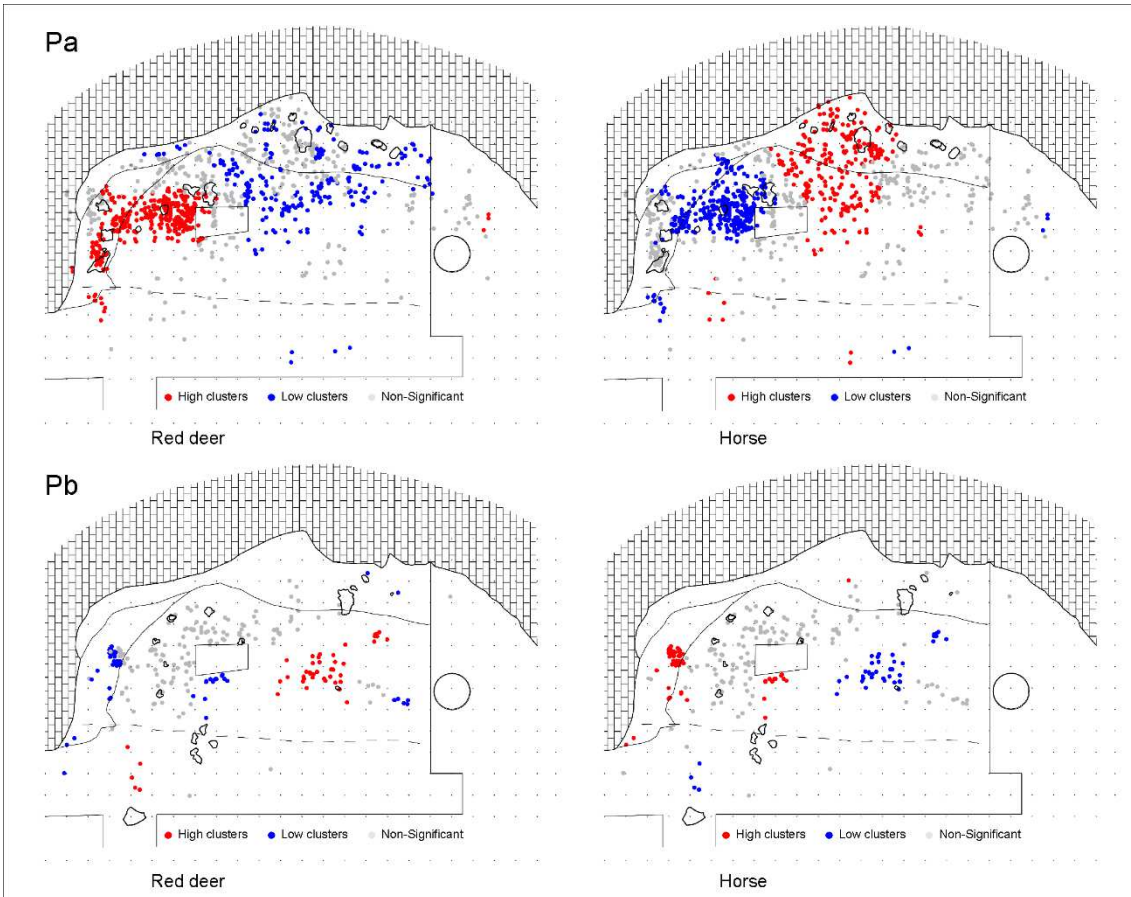 Pa
High clusters Low clusters Non-Significant High clusters Low clusters Non-Significant
Red deer Horse
Pb
High clusters Low clusters Non-Significant High clusters Low clusters Non-Significant
Red deer Horse